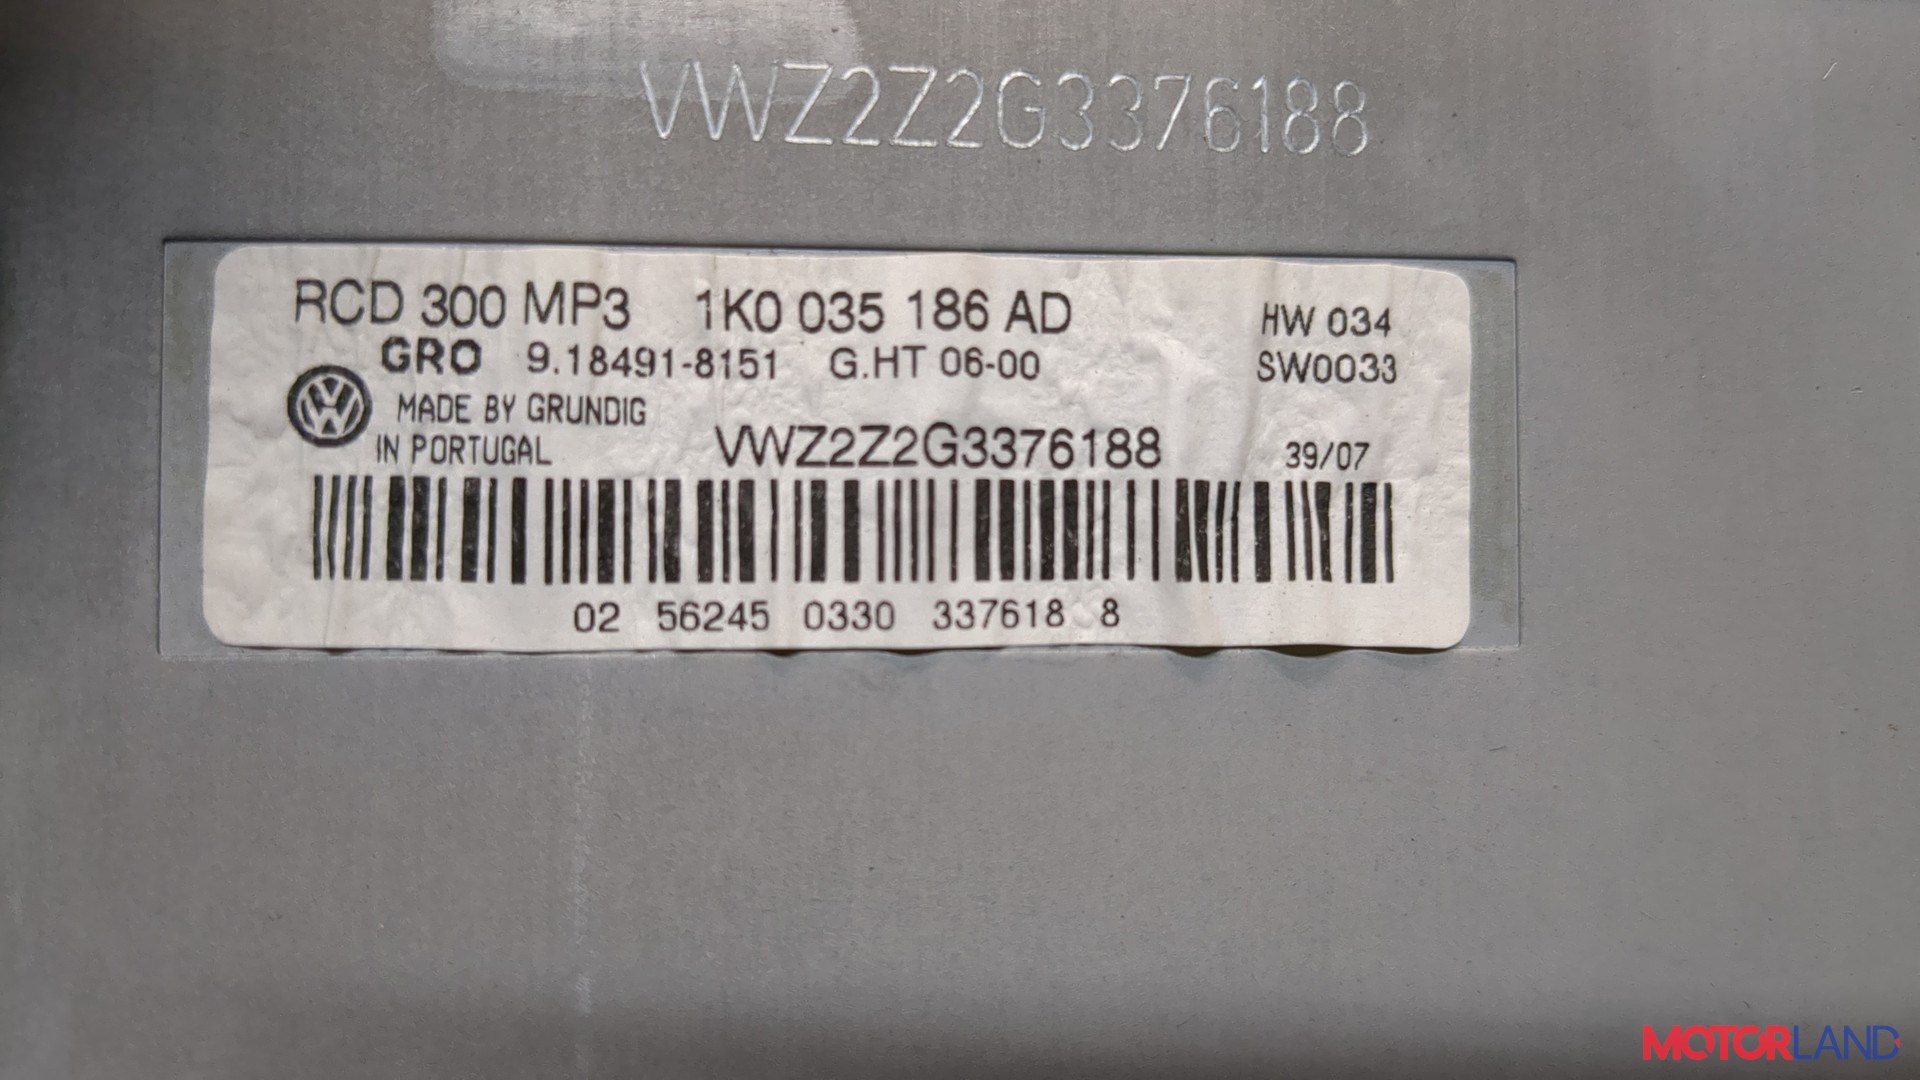 VWZ2Z2G3376188
RCD 300 MP3 1K0 035 186 AD HW 034
GRO 9.18491-8151 G.HT 06-00 SW0033
MADE BY GRUNDIG
IN PORTUGAL VWZ2Z2G3376188 39/07
02 56245 0330 337618 8
MOTORLAND